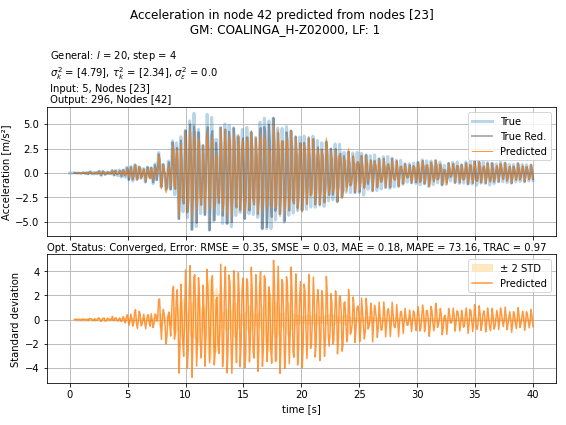 Acceleration in node 42 predicted from nodes [23]
GM: COALINGA_H-Z02000, LF: 1
General: l = 20, step = 4
σ²ₖ = [4.79], τ²ₖ = [2.34], σ²ᵣ = 0.0
Input: 5, Nodes [23]
Output: 296, Nodes [42]
Acceleration [m/s²]
5.0
2.5
0.0
−2.5
−5.0
True
True Red.
Predicted
Opt. Status: Converged, Error: RMSE = 0.35, SMSE = 0.03, MAE = 0.18, MAPE = 73.16, TRAC = 0.97
Standard deviation
4
2
0
−2
−4
± 2 STD
Predicted
0 5 10 15 20 25 30 35 40
time [s]